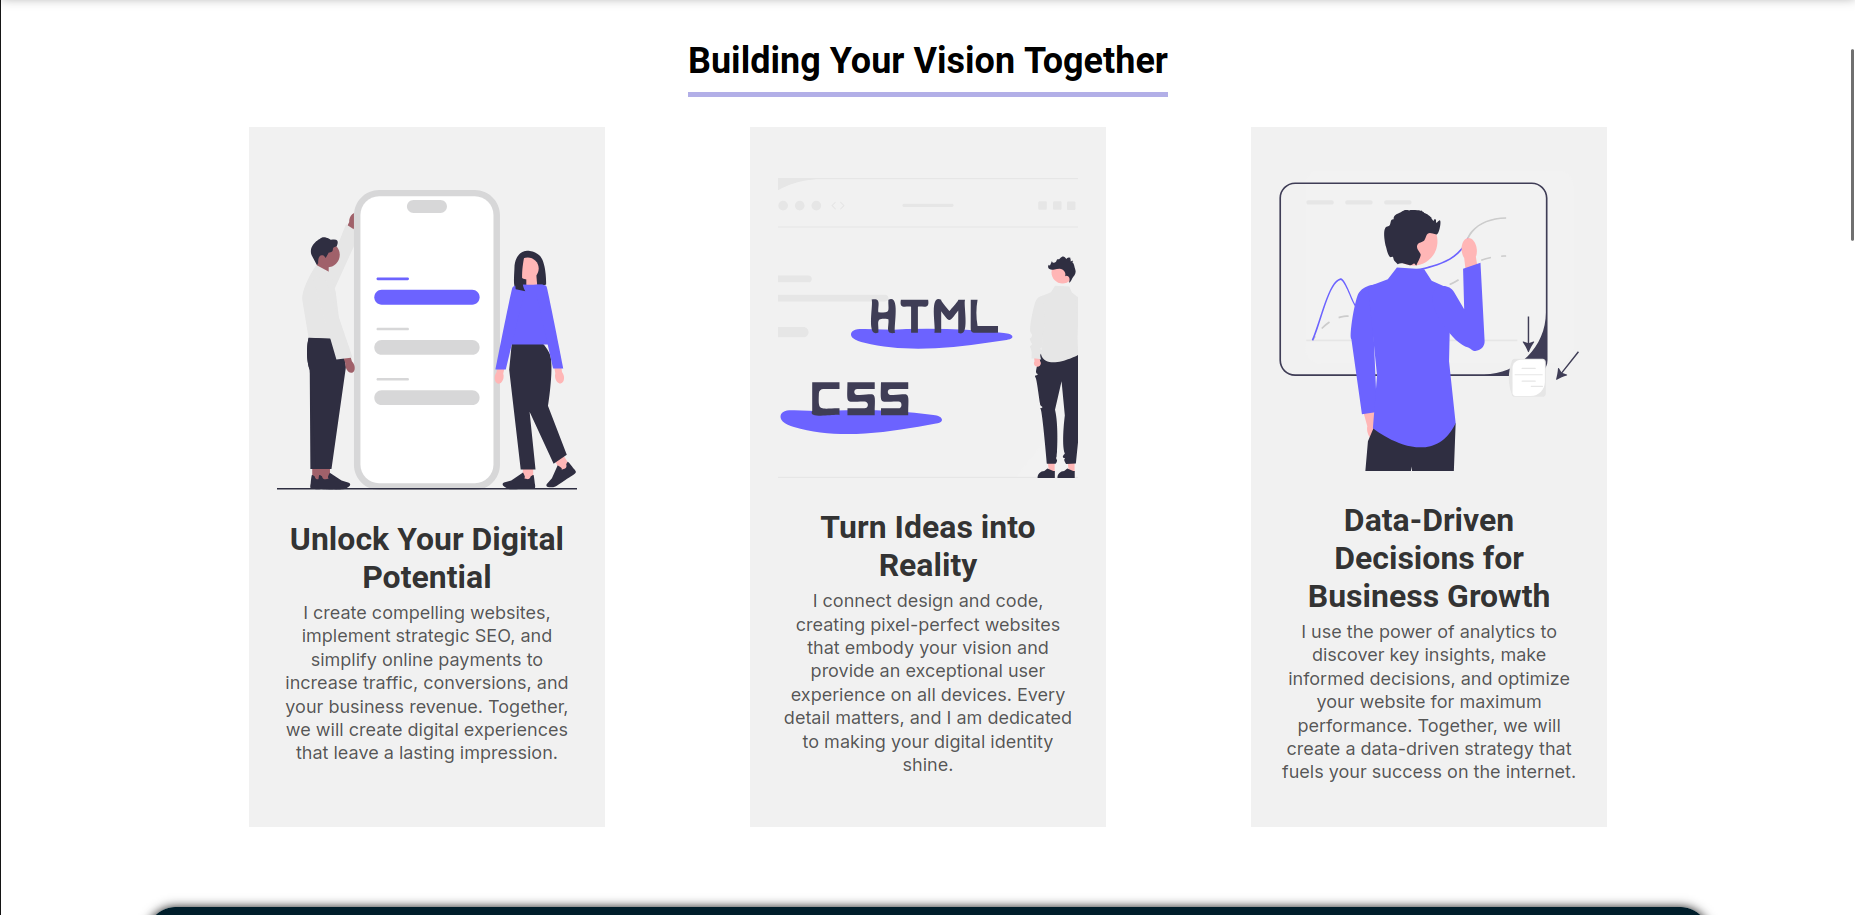 Building Your Vision Together
HTML
CSS
Unlock Your Digital
Potential
I create compelling websites,
implement strategic SEO, and
simplify online payments to
increase traffic, conversions, and
your business revenue. Together,
we will create digital experiences
that leave a lasting impression.
Turn Ideas into
Reality
I connect design and code,
creating pixel-perfect websites
that embody your vision and
provide an exceptional user
experience on all devices. Every
detail matters, and I am dedicated
to making your digital identity
shine.
Data-Driven
Decisions for
Business Growth
I use the power of analytics to
discover key insights, make
informed decisions, and optimize
your website for maximum
performance. Together, we will
create a data-driven strategy that
fuels your success on the internet.